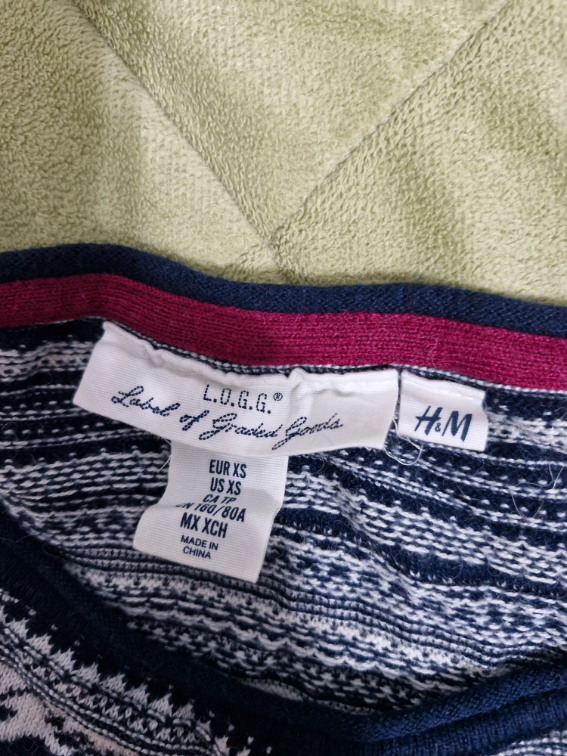 L.O.G.G.®
Label of Graded Goods
H&M
EUR XS
US XS
CA TP
CN 160/80A
MX XCH
MADE IN
CHINA